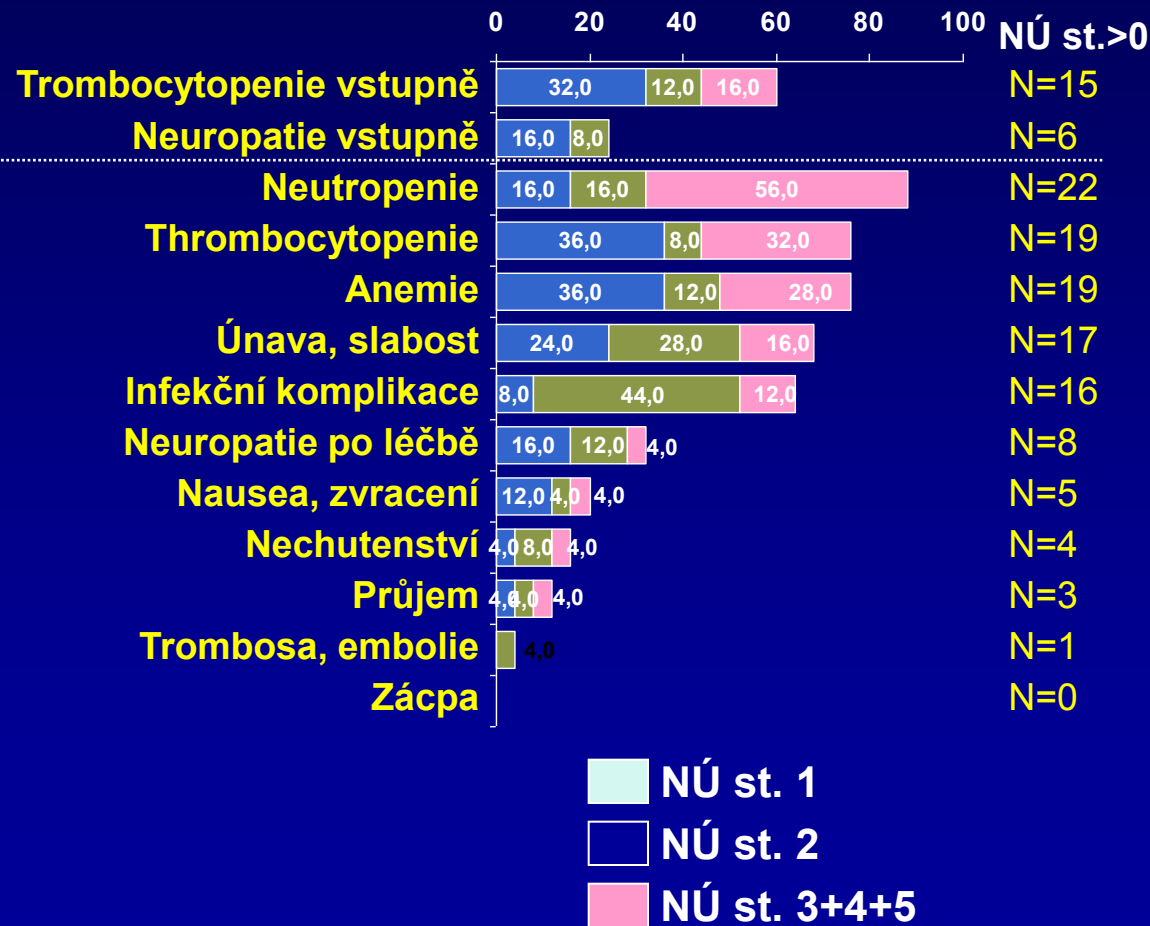 0 20 40 60 80 100 NÚ st.>0
Trombocytopenie vstupně 32,0 12,0 16,0 N=15
Neuropatie vstupně 16,0 8,0 N=6
Neutropenie 16,0 16,0 56,0 N=22
Thrombocytopenie 36,0 8,0 32,0 N=19
Anemie 36,0 12,0 28,0 N=19
Únava, slabost 24,0 28,0 16,0 N=17
Infekční komplikace 8,0 44,0 12,0 N=16
Neuropatie po léčbě 16,0 12,0 4,0 N=8
Nausea, zvracení 12,0 4,0 4,0 N=5
Nechutenství 4,0 8,0 4,0 N=4
Průjem 4,0 4,0 4,0 N=3
Trombosa, embolie 4,0 N=1
Zácpa N=0
NÚ st. 1
NÚ st. 2
NÚ st. 3+4+5